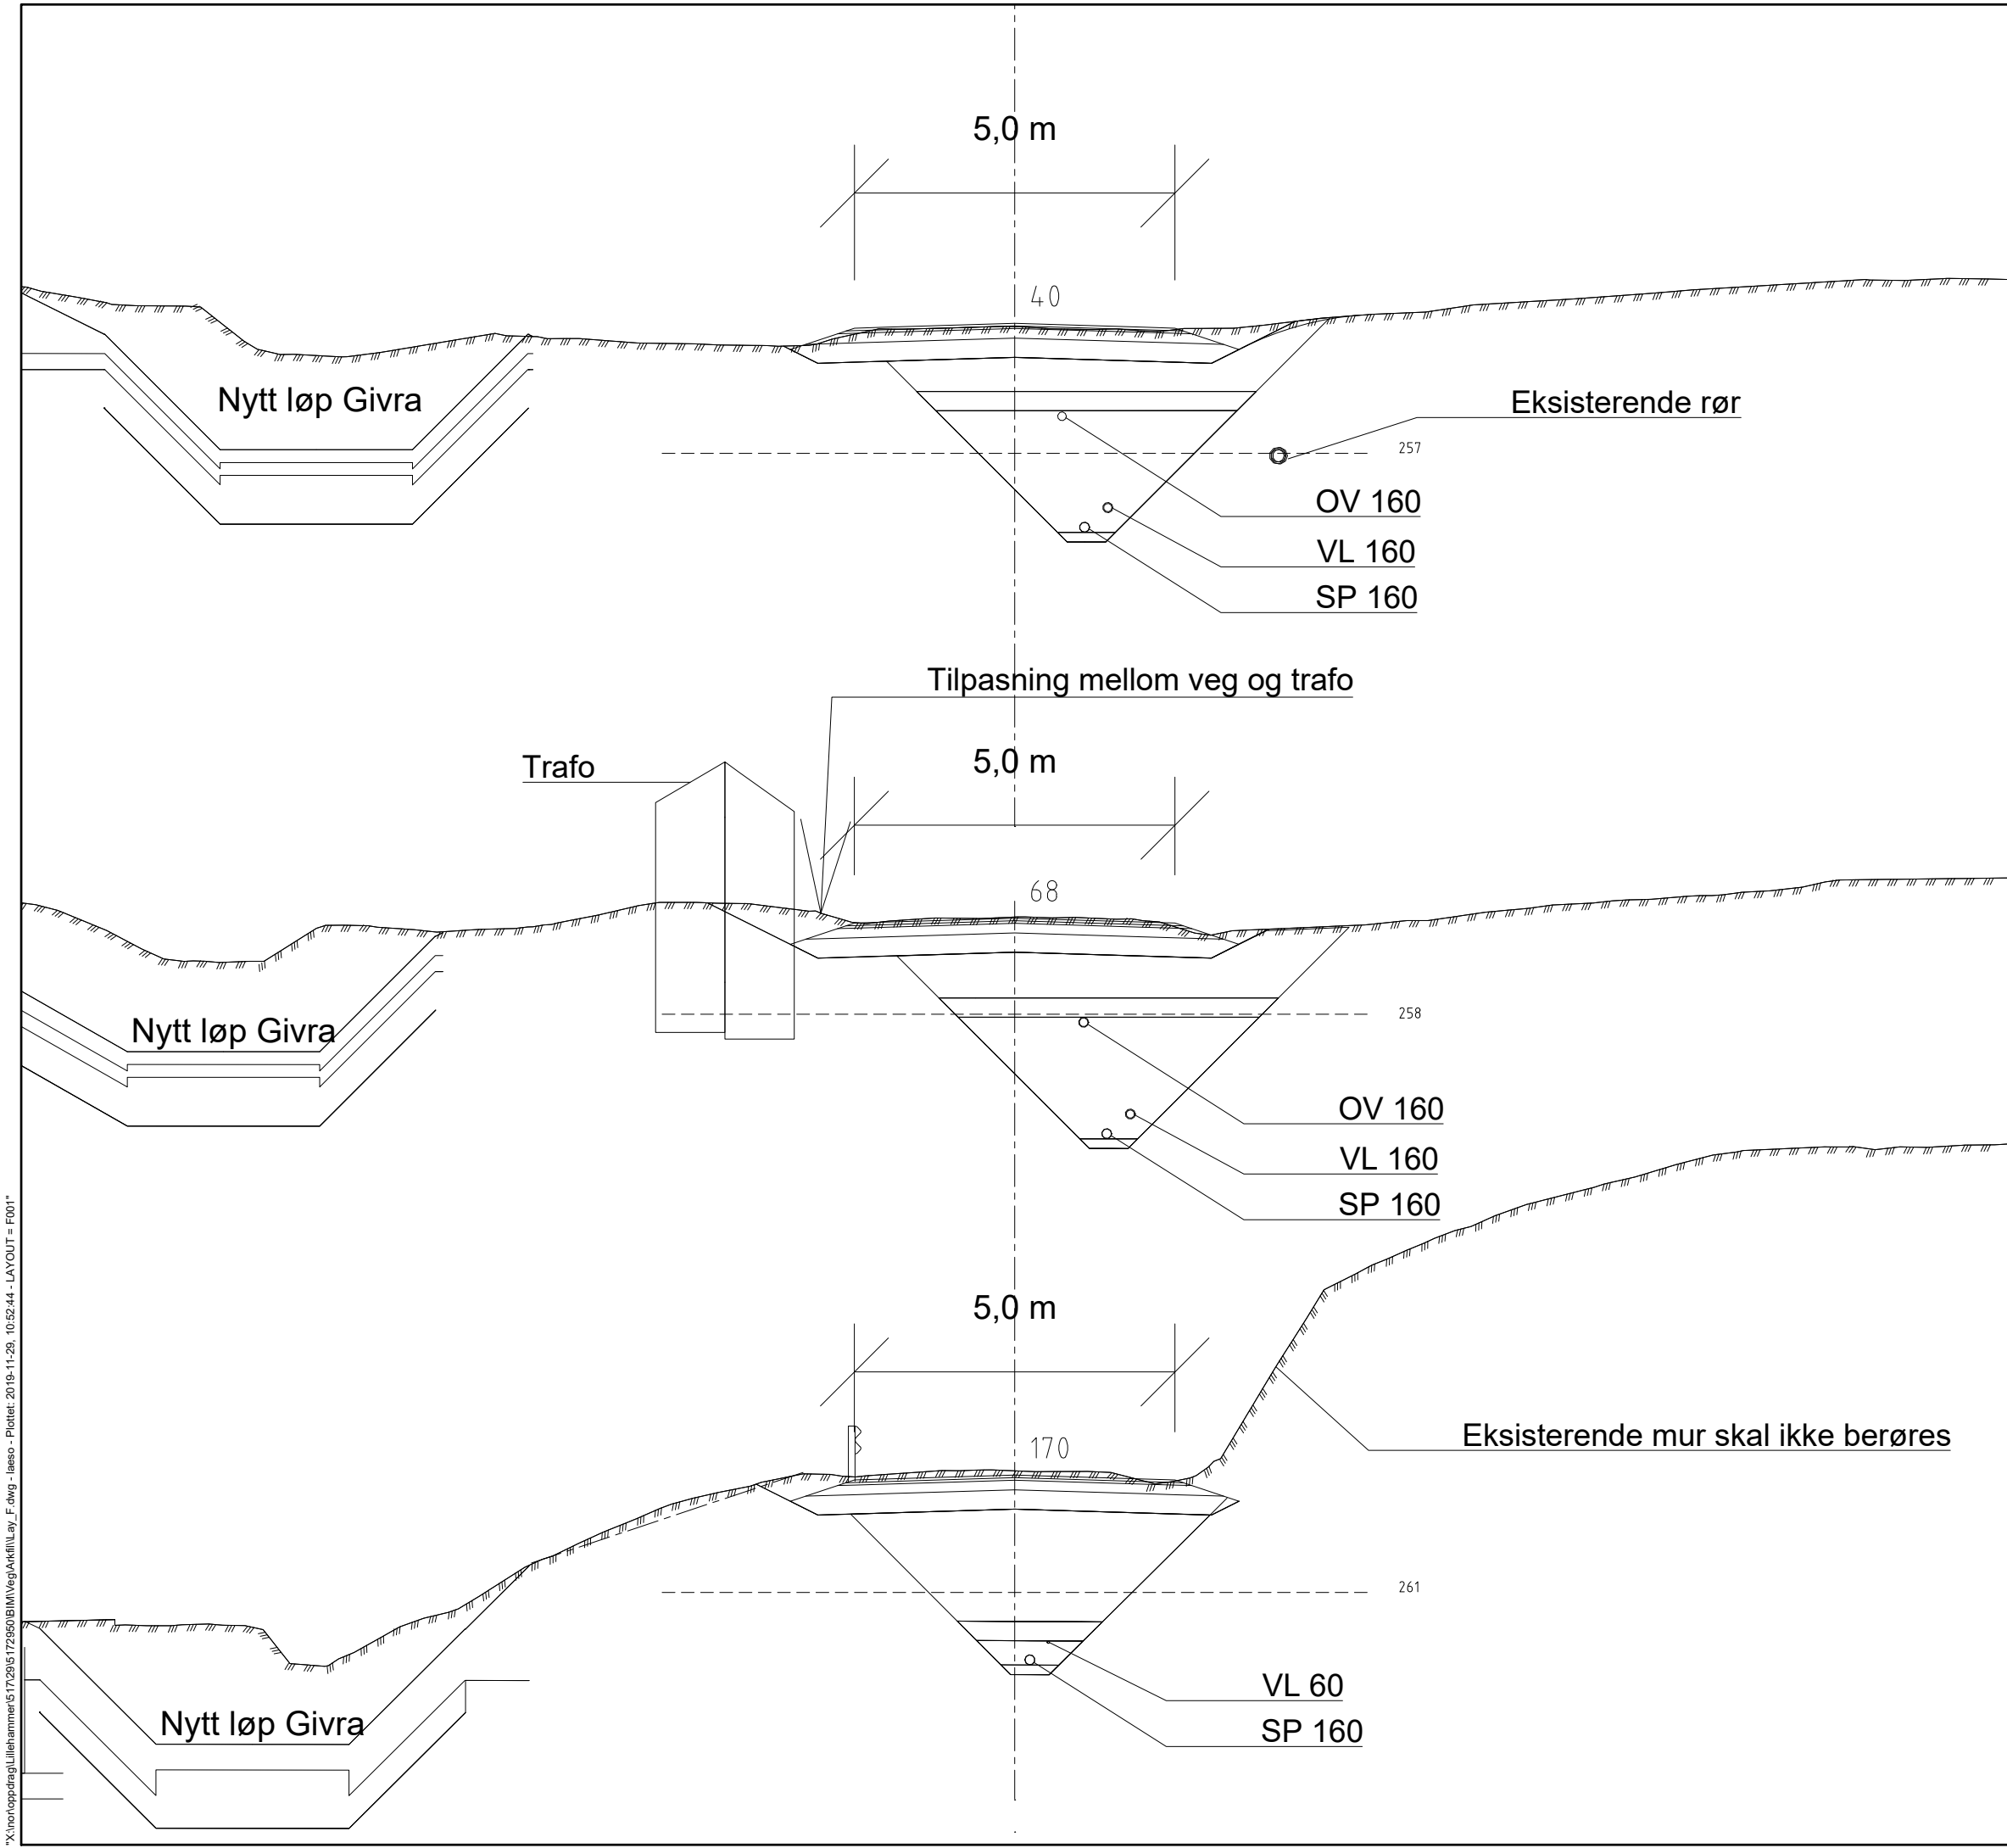 5,0 m
40
Nytt løp Givra
Eksisterende rør
257
OV 160
VL 160
SP 160
Tilpasning mellom veg og trafo
Trafo
5,0 m
68
Nytt løp Givra
258
OV 160
VL 160
SP 160
5,0 m
170
Eksisterende mur skal ikke berøres
261
Nytt løp Givra
VL 60
SP 160
"X:\nor\oppdrag\Lillehammer\517\29\5172950\BIM\Veg\Arkfil\Lay_F.dwg - laeso - Plottet: 2019-11-29, 10:52:44 - LAYOUT = F001"